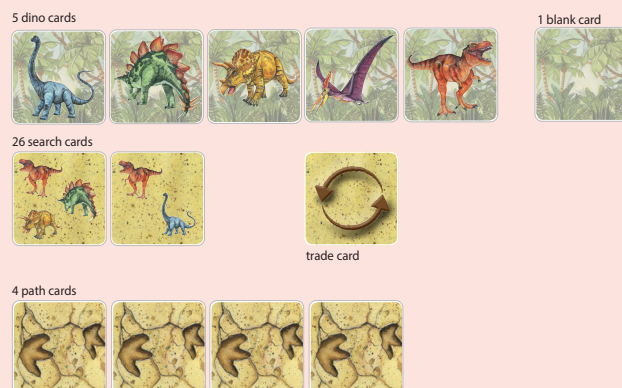 5 dino cards
1 blank card
26 search cards
trade card
4 path cards